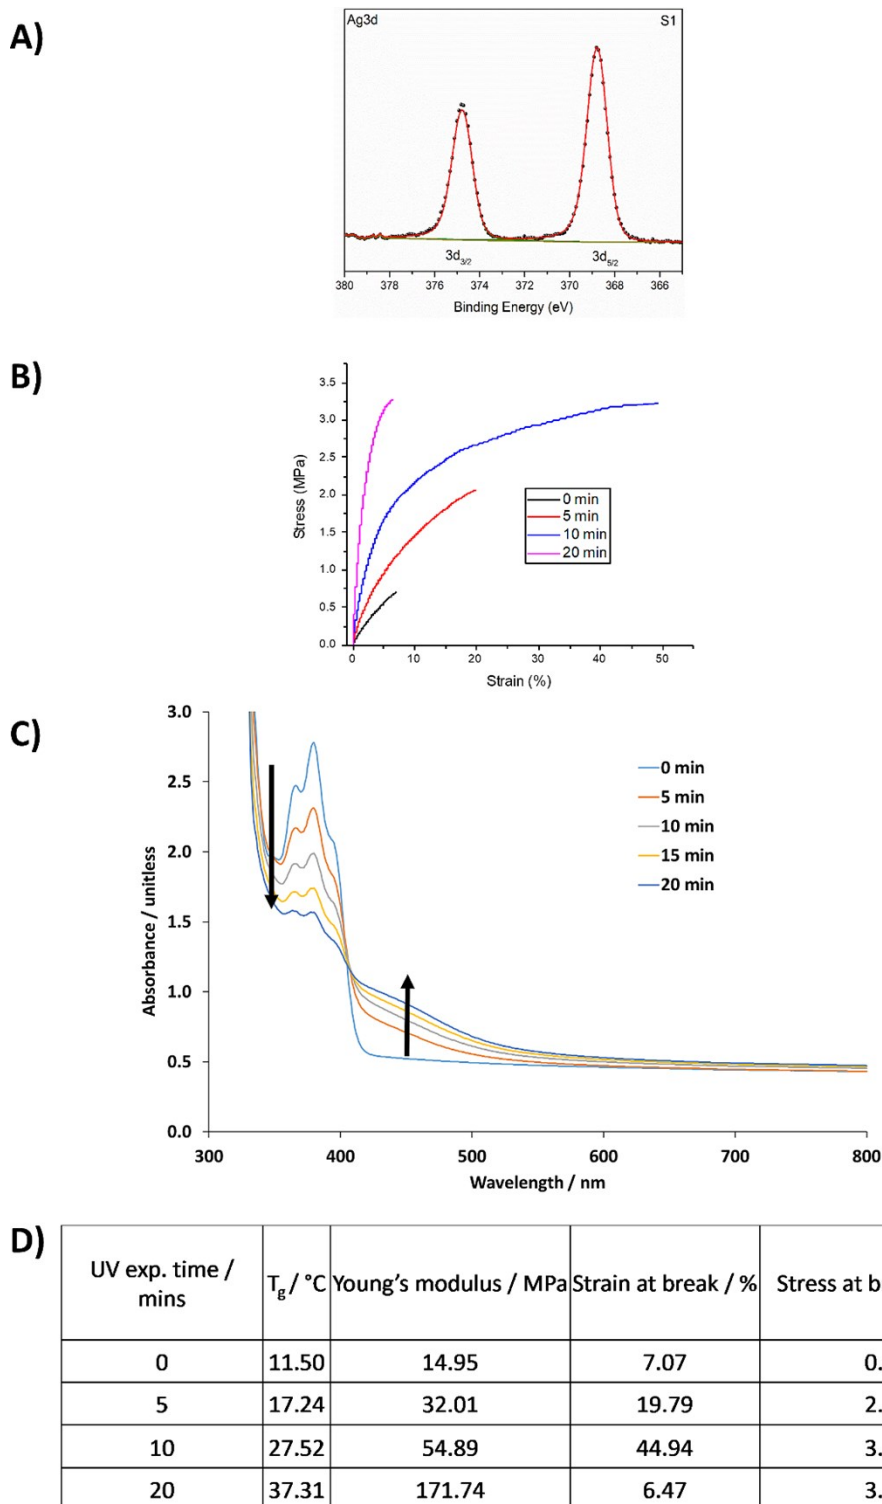 A)
Ag3d S1
3d3/2 3d5/2
380 378 376 374 372 370 368 366
Binding Energy (eV)
B)
3.5
3.0
2.5
2.0
1.5
1.0
0.5
0.0
Stress (MPa)
0 min
5 min
10 min
20 min
0 10 20 30 40 50
Strain (%)
C)
3.0
2.5
2.0
1.5
1.0
0.5
0.0
Absorbance / unitless
0 min
5 min
10 min
15 min
20 min
300 400 500 600 700 800
Wavelength / nm
D)
UV exp. time / mins Tg / °C Young's modulus / MPa Strain at break / % Stress at b
0 11.50 14.95 7.07 0.
5 17.24 32.01 19.79 2.
10 27.52 54.89 44.94 3.
20 37.31 171.74 6.47 3.